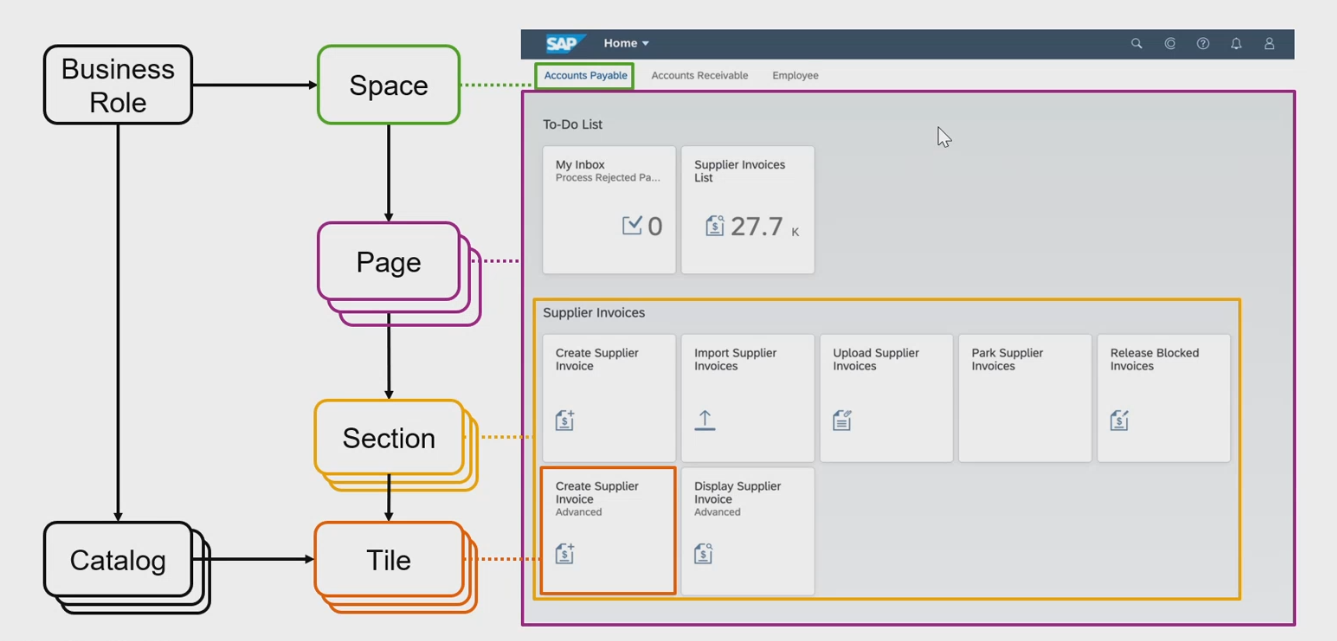 Business
Role
Space
Page
Section
Catalog
Tile
SAP Home
Accounts Payable Accounts Receivable Employee
To-Do List
My Inbox
Process Rejected Pa...
0
Supplier Invoices
List
27.7 K
Supplier Invoices
Create Supplier
Invoice
Import Supplier
Invoices
Upload Supplier
Invoices
Park Supplier
Invoices
Release Blocked
Invoices
Create Supplier
Invoice
Advanced
Display Supplier
Invoice
Advanced